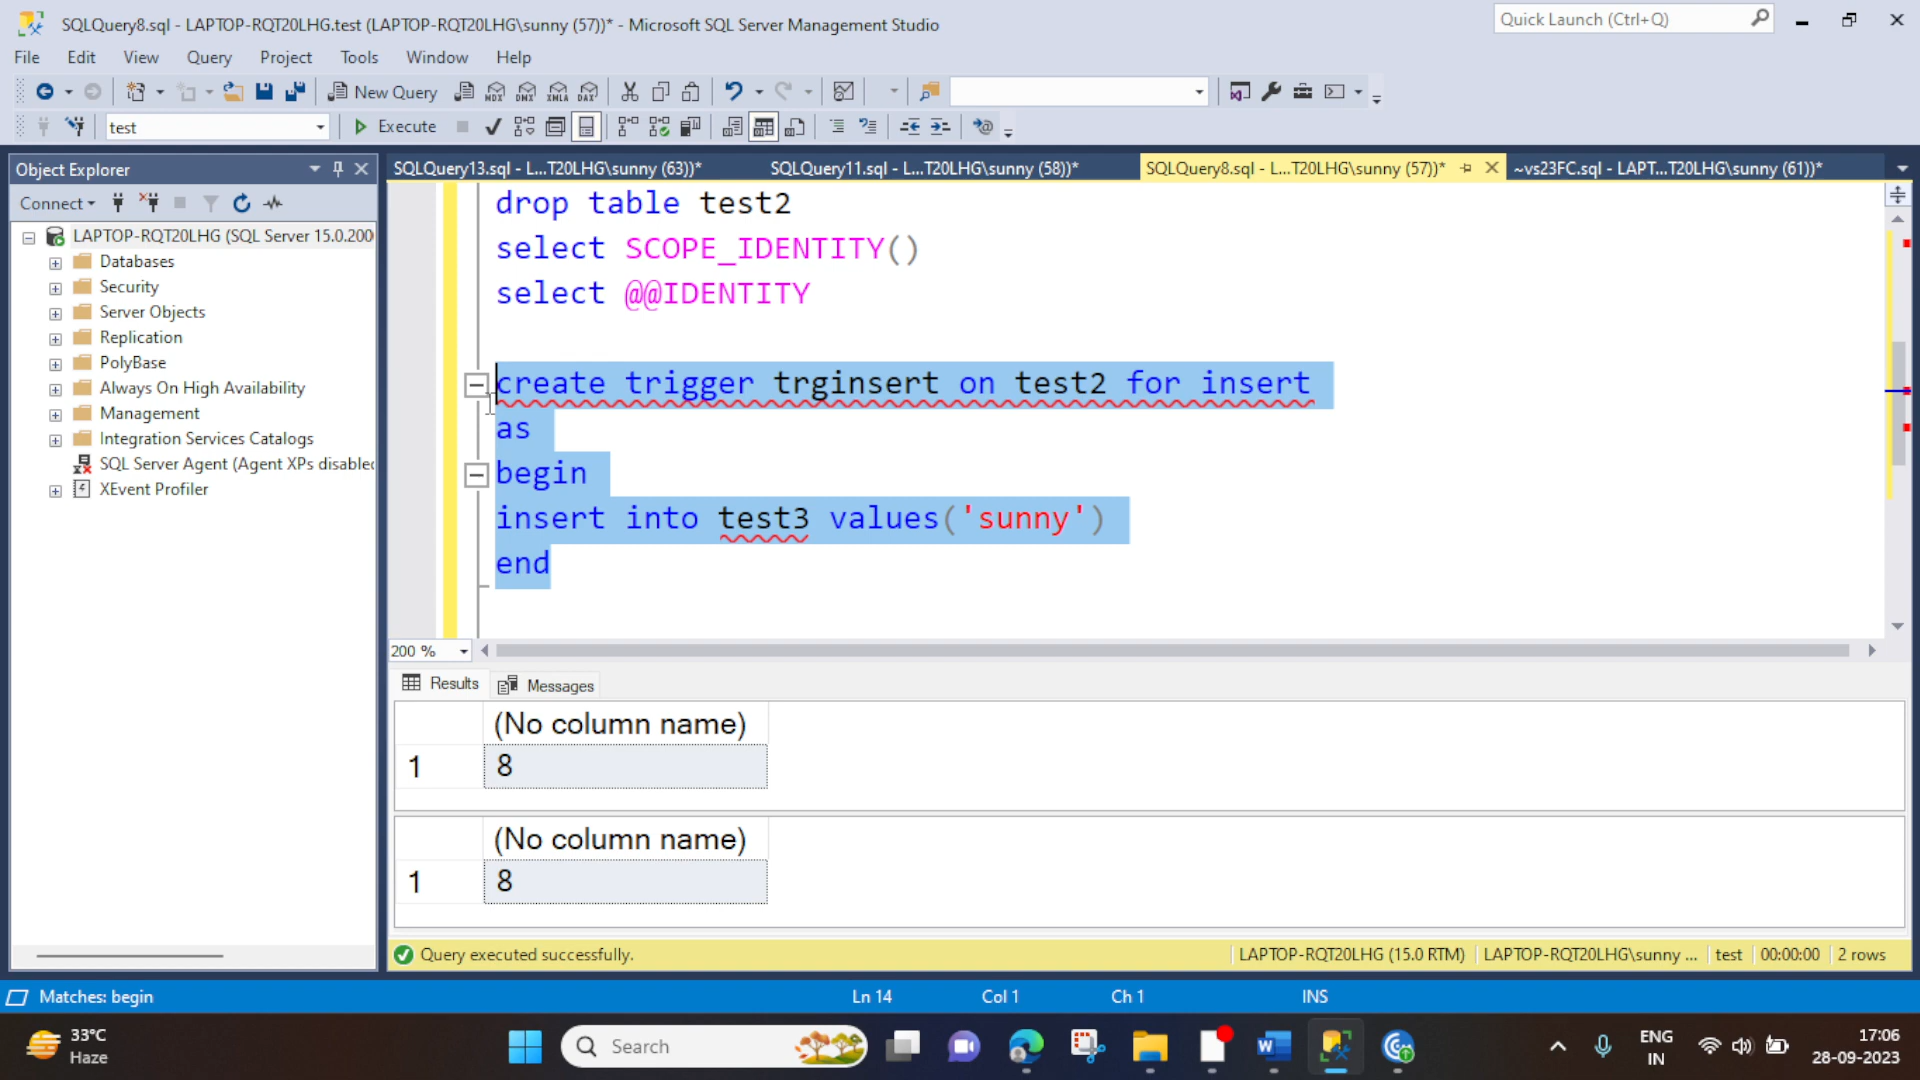 SQLQuery8.sql - LAPTOP-RQT20LHG.test (LAPTOP-RQT20LHG\sunny (57))* - Microsoft SQL Server Management Studio
Quick Launch (Ctrl+Q)
File Edit View Query Project Tools Window Help
New Query
MDX DMX XMLA DAX
test
Execute
Object Explorer
SQLQuery13.sql - L...T20LHG\sunny (63))*
SQLQuery11.sql - L...T20LHG\sunny (58))*
SQLQuery8.sql - L...T20LHG\sunny (57))*
~vs23FC.sql - LAPT...T20LHG\sunny (61))*
Connect
LAPTOP-RQT20LHG (SQL Server 15.0.200
Databases
Security
Server Objects
Replication
PolyBase
Always On High Availability
Management
Integration Services Catalogs
SQL Server Agent (Agent XPs disabled
XEvent Profiler
drop table test2
select SCOPE_IDENTITY()
select @@IDENTITY
create trigger trginsert on test2 for insert
as
begin
insert into test3 values('sunny')
end
200 %
Results
Messages
(No column name)
1 8
(No column name)
1 8
Query executed successfully.
LAPTOP-RQT20LHG (15.0 RTM)
LAPTOP-RQT20LHG\sunny ...
test
00:00:00
2 rows
Matches: begin
Ln 14
Col 1
Ch 1
INS
33°C
Haze
Search
ENG
IN
17:06
28-09-2023